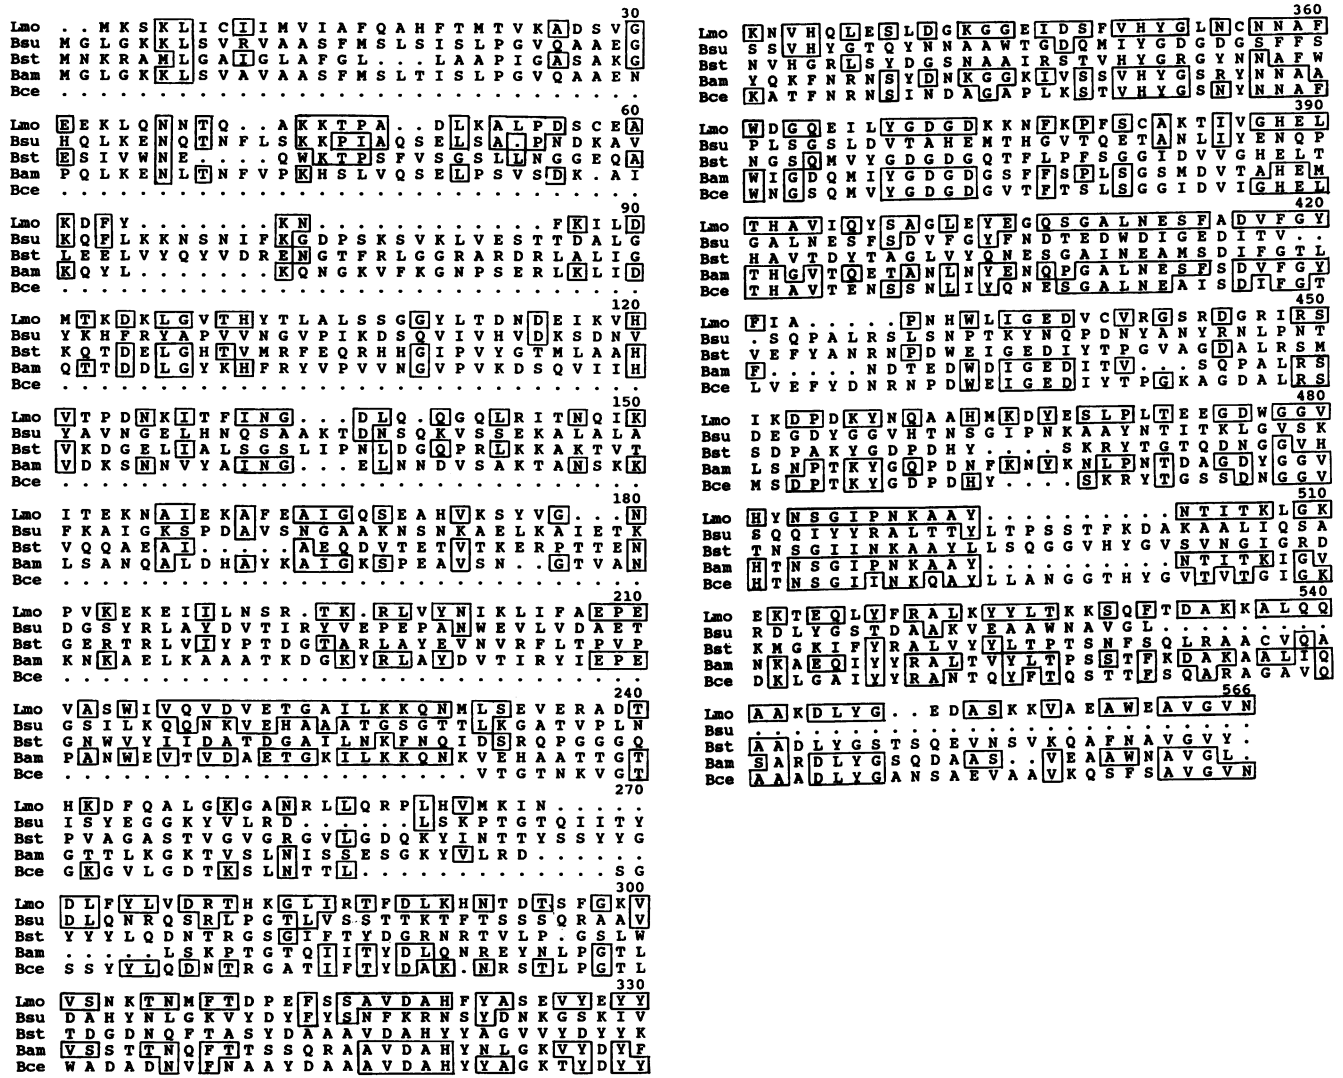 30
Lmo . . M K S K L I C I I M V I A F Q A H F T M T V K A D S V G
Bsu M G L G K K L S V R V A A S F M S L S I S L P G V Q A A E G
Bst M N K R A M L G A I G L A F G L . . L A A P I G A S A K G
Bam M G L G K K L S V A V A A S F M S L T I S L P G V Q A A E N
Bce . . . . . . . . . . . . . . . . . . . . . . . . . . . . . .
60
Lmo E E K L Q N N T Q . . A K K T P A . . D L K A L P D S C E A
Bsu H Q L K E N Q T N F L S K K P I A Q S E L S A . P N D K A V
Bst E S I V W N E . . . . Q W K T P S F V S G S L L N G G E Q A
Bam P Q L K E N L T N F V P K H S L V Q S E L P S V S D K . A I
Bce . . . . . . . . . . . . . . . . . . . . . . . . . . . . . .
90
Lmo K D F Y . . . . . . . K N . . . . . . . . . . . . F K I L D
Bsu K Q F L K K N S N I F K G D P S K S V K L V E S T T D A L G
Bst L E E L V Y Q Y V D R E N G T F R L G G R A R D R L A L I G
Bam K Q Y L . . . . . . . K Q N G K V F K G N P S E R L K L I D
Bce . . . . . . . . . . . . . . . . . . . . . . . . . . . . . .
120
Lmo M T K D K L G V T H Y T L A L S S G G Y L T D N D E I K V H
Bsu Y K H F R Y A P V V N G V P I K D S Q V I V H V D K S D N V
Bst K Q T D E L G H T V M R F E Q R H H G I P V Y G T M L A A H
Bam Q T T D D L G Y K H F R Y V P V V N G V P V K D S Q V I I H
Bce . . . . . . . . . . . . . . . . . . . . . . . . . . . . . .
150
Lmo V T P D N K I T F I N G . . . D L Q . Q G Q L R I T N Q I K
Bsu Y A V N G E L H N Q S A A K T D N S Q K V S S E K A L A L A
Bst V K D G E L I A L S G S L I P N L D G Q P R L K K A K T V T
Bam V D K S N N V Y A I N G . . . E L N N D V S A K T A N S K K
Bce . . . . . . . . . . . . . . . . . . . . . . . . . . . . . .
180
Lmo I T E K N A I E K A F E A I G Q S E A H V K S Y V G . . . N
Bsu F K A I G K S P D A V S N G A A K N S N K A E L K A I E T K
Bst V Q Q A E A I . . . . . A E Q D V T E T V T K E R P T T E N
Bam L S A N Q A L D H A Y K A I G K S P E A V S N . . G T V A N
Bce . . . . . . . . . . . . . . . . . . . . . . . . . . . . . .
210
Lmo P V K E K E I I L N S R . T K . R L V Y N I K L I F A E P E
Bsu D G S Y R L A Y D V T I R Y V E P E P A N W E V L V D A E T
Bst G E R T R L V I Y P T D G T A R L A Y E V N V R F L T P V P
Bam K N K A E L K A A A T K D G K Y R L A Y D V T I R Y I E P E
Bce . . . . . . . . . . . . . . . . . . . . . . . . . . . . . .
240
Lmo V A S W I V Q V D V E T G A I L K K Q N M L S E V E R A D T
Bsu G S I L K Q Q N K V E H A A A T G S G T T L K G A T V P L N
Bst G N W V Y I I D A T D G A I L N K F N Q I D S R Q P G G G Q
Bam P A N W E V T V D A E T G K I L K K Q N K V E H A A T T G T
Bce . . . . . . . . . . . . . . . . . . . . . V T G T N K V G T
270
Lmo H K D F Q A L G K G A N R L L Q R P L H V M K I N . . . . .
Bsu I S Y E G G K Y V L R D . . . . . . L S K P T G T Q I I T Y
Bst P V A G A S T V G V G R G V L G D Q K Y I N T T Y S S Y Y G
Bam G T T L K G K T V S L N I S S E S G K Y V L R D . . . . . .
Bce G K G V L G D T K S L N T T L . . . . . . . . . . . . . S G
300
Lmo D L F Y L V D R T H K G L I R T F D L K H N T D T S F G K V
Bsu D L Q N R Q S R L P G T L V S S T T K T F T S S S Q R A A V
Bst Y Y Y L Q D N T R G S G I F T Y D G R N R T V L P . G S L W
Bam . . . . . L S K P T G T Q I I T Y D L Q N R E Y N L P G T L
Bce S S Y Y L Q D N T R G A T I F T Y D A K . N R S T L P G T L
330
Lmo V S N K T N M F T D P E F S S A V D A H F Y A S E V Y E Y Y
Bsu D A H Y N L G K V Y D Y F Y S N F K R N S Y D N K G S K I V
Bst T D G D N Q F T A S Y D A A A V D A H Y Y A G V V Y D Y Y K
Bam V S S T T N Q F T T S S Q R A A V D A H Y N L G K V Y D Y F
Bce W A D A D N V F N A A Y D A A A V D A H Y Y A G K T Y D Y Y
360
Lmo K N V H Q L E S L D G K G G E I D S F V H Y G L N C N N A F
Bsu S S V H Y G T Q Y N N A A W T G D Q M I Y G D G D G S F F S
Bst N V H G R L S Y D G S N A A I R S T V H Y G R G Y N N A F W
Bam Y Q K F N R N S Y D N K G G K I V S S V H Y G S R Y N N A A
Bce K A T F N R N S I N D A G A P L K S T V H Y G S N Y N N A F
390
Lmo W D G Q E I L Y G D G D K K N F K P F S C A K T I V G H E L
Bsu P L S G S L D V T A H E M T H G V T Q E T A N L I Y E N Q P
Bst N G S Q M V Y G D G D G Q T F L P F S G G I D V V G H E L T
Bam W I G D Q M I Y G D G D G S F F S P L S G S M D V T A H E M
Bce W N G S Q M V Y G D G D G V T F T S L S G G I D V I G H E L
420
Lmo T H A V I Q Y S A G L E Y E G Q S G A L N E S F A D V F G Y
Bsu G A L N E S F S D V F G Y F N D T E D W D I G E D I T V . .
Bst H A V T D Y T A G L V Y Q N E S G A I N E A M S D I F G T L
Bam T H G V T Q E T A N L N Y E N Q P G A L N E S F S D V F G Y
Bce T H A V T E N S S N L I Y Q N E S G A L N E A I S D I F G T
450
Lmo F I A . . . . . P N H W L I G E D V C V R G S R D G R I R S
Bsu . S Q P A L R S L S N P T K Y N Q P D N Y A N Y R N L P N T
Bst V E F Y A N R N P D W E I G E D I Y T P G V A G D A L R S M
Bam F . . . . . N D T E D W D I G E D I T V . . S Q P A L R S
Bce L V E F Y D N R N P D W E I G E D I Y T P G K A G D A L R S
480
Lmo I K D P D K Y N Q A A H M K D Y E S L P L T E E G D W G G V
Bsu D E G D Y G G V H T N S G I P N K A A Y N T I T K L G V S K
Bst S D P A K Y G D P D H Y . . . . S K R Y T G T Q D N G G V H
Bam L S N P T K Y G Q P D N F K N Y K N L P N T D A G D Y G G V
Bce M S D P T K Y G D P D H Y . . . . S K R Y T G S S D N G G V
510
Lmo H Y N S G I P N K A A Y . . . . . . . . . . N T I T K L G K
Bsu S Q Q I Y Y R A L T T Y L T P S S T F K D A K A A L I Q S A
Bst T N S G I I N K A A Y L L S Q G G V H Y G V S V N G I G R D
Bam H T N S G I P N K A A Y . . . . . . . . . . N T I T K I G V
Bce H T N S G I I N K Q A Y L L A N G G T H Y G V T V T G I G K
540
Lmo E K T E Q L Y F R A L K Y Y L T K K S Q F T D A K K A L Q Q
Bsu R D L Y G S T D A A K V E A A W N A V G L . . . . . . . . .
Bst K M G K I F Y R A L V Y Y L T P T S N F S Q L R A A C V Q A
Bam N K A E Q I Y Y R A L T V Y L T P S S T F K D A K A A L I Q
Bce D K L G A I Y Y R A N T Q Y F T Q S T T F S Q A R A G A V Q
566
Lmo A A K D L Y G . . E D A S K K V A E A W E A V G V N
Bsu . . . . . . . . . . . . . . . . . . . . . . . . . .
Bst A A D L Y G S T S Q E V N S V K Q A F N A V G V Y .
Bam S A R D L Y G S Q D A A S . . V E A A W N A V G L .
Bce A A A D L Y G A N S A E V A A V K Q S F S A V G V N